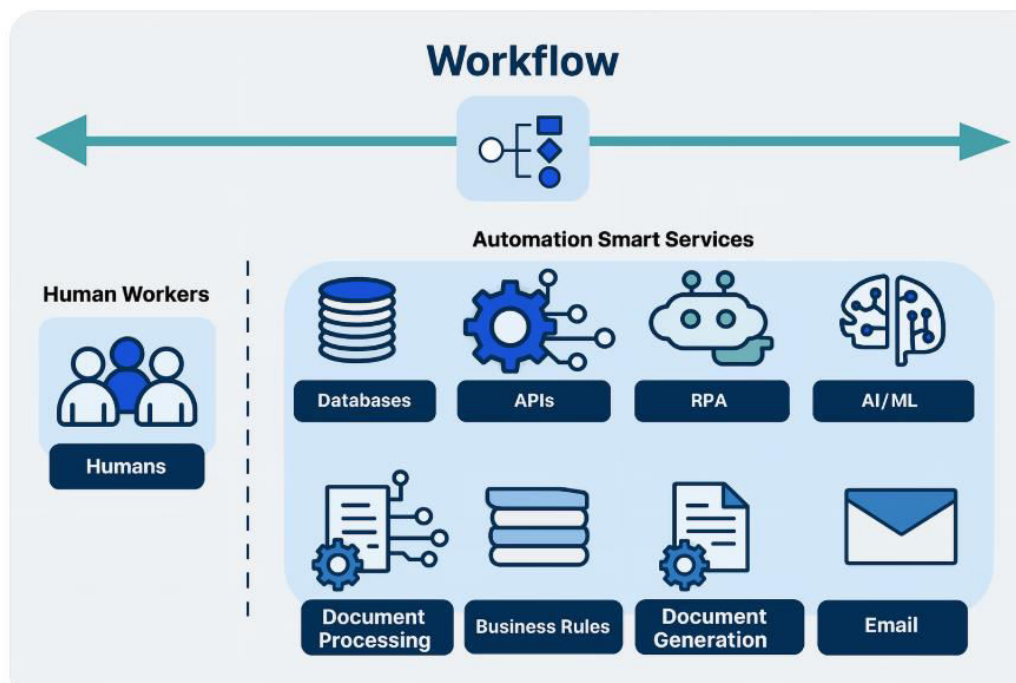 Workflow
Automation Smart Services
Human Workers
Humans
Databases
APIs
RPA
AI/ML
Document
Processing
Business Rules
Document
Generation
Email